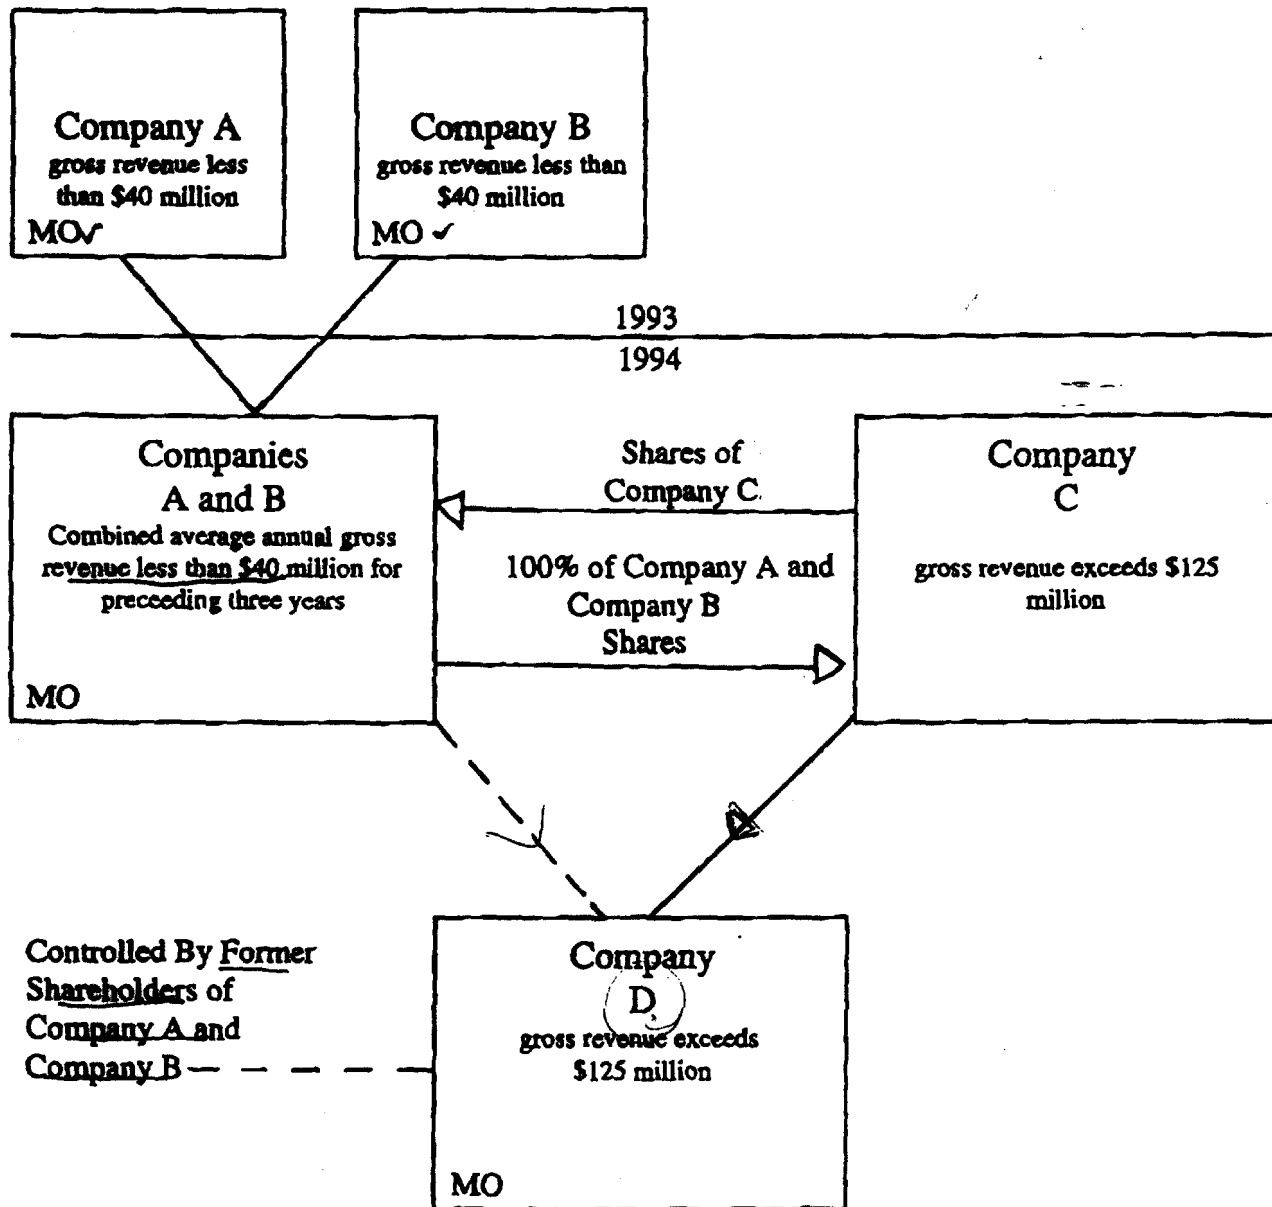 Company A
gross revenue less
than $40 million
MO✓
Company B
gross revenue less than
$40 million
MO ✓
1993
1994
Companies
A and B
Combined average annual gross
revenue less than $40 million for
preceeding three years
MO
Shares of
Company C
100% of Company A and
Company B
Shares
Company
C
gross revenue exceeds $125
million
Controlled By Former
Shareholders of
Company A and
Company B
Company
D
gross revenue exceeds
$125 million
MO